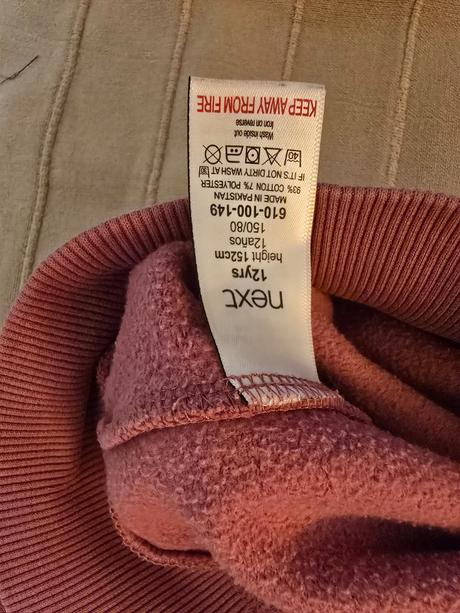 next
12yrs
height 152cm
12años
150/80
610-100-149
MADE IN PAKISTAN
93% COTTON 7% POLYESTER
IF IT'S NOT DIRTY WASH AT
40
Wash inside out
Iron on reverse
KEEP AWAY FROM FIRE